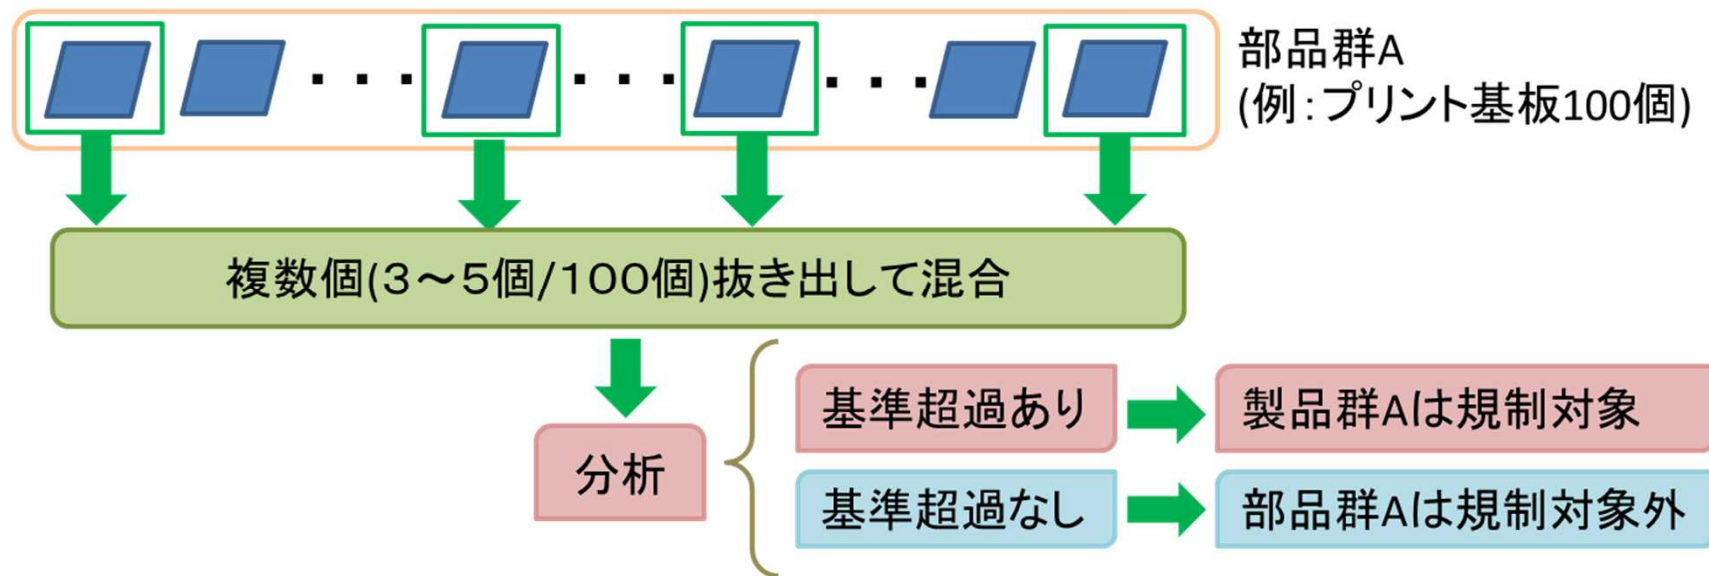 部品群A
(例：プリント基板100個)
複数個(3～5個/100個)抜き出して混合
分析
基準超過あり
製品群Aは規制対象
基準超過なし
部品群Aは規制対象外